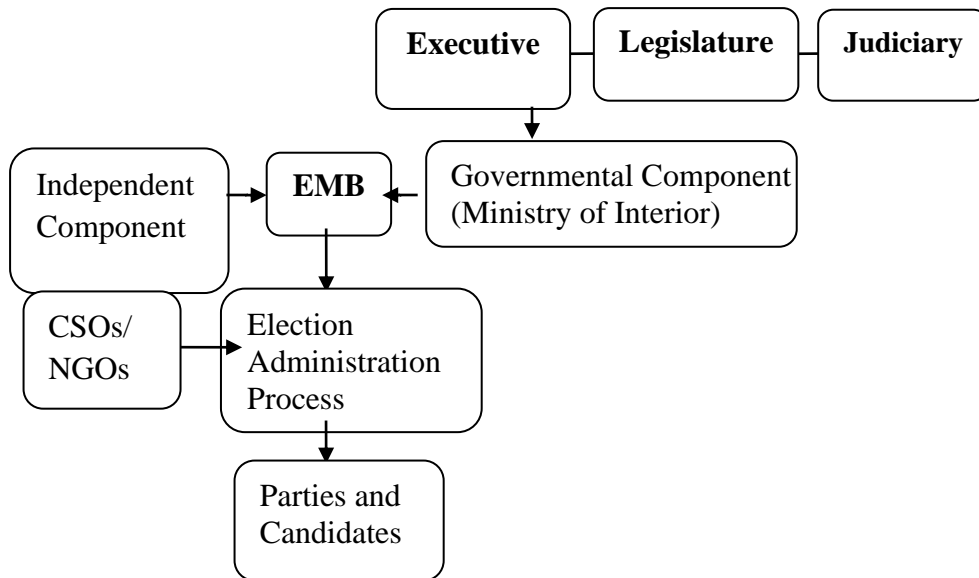 Executive
Legislature
Judiciary
Independent
Component
EMB
Governmental Component
(Ministry of Interior)
CSOs/
NGOs
Election
Administration
Process
Parties and
Candidates